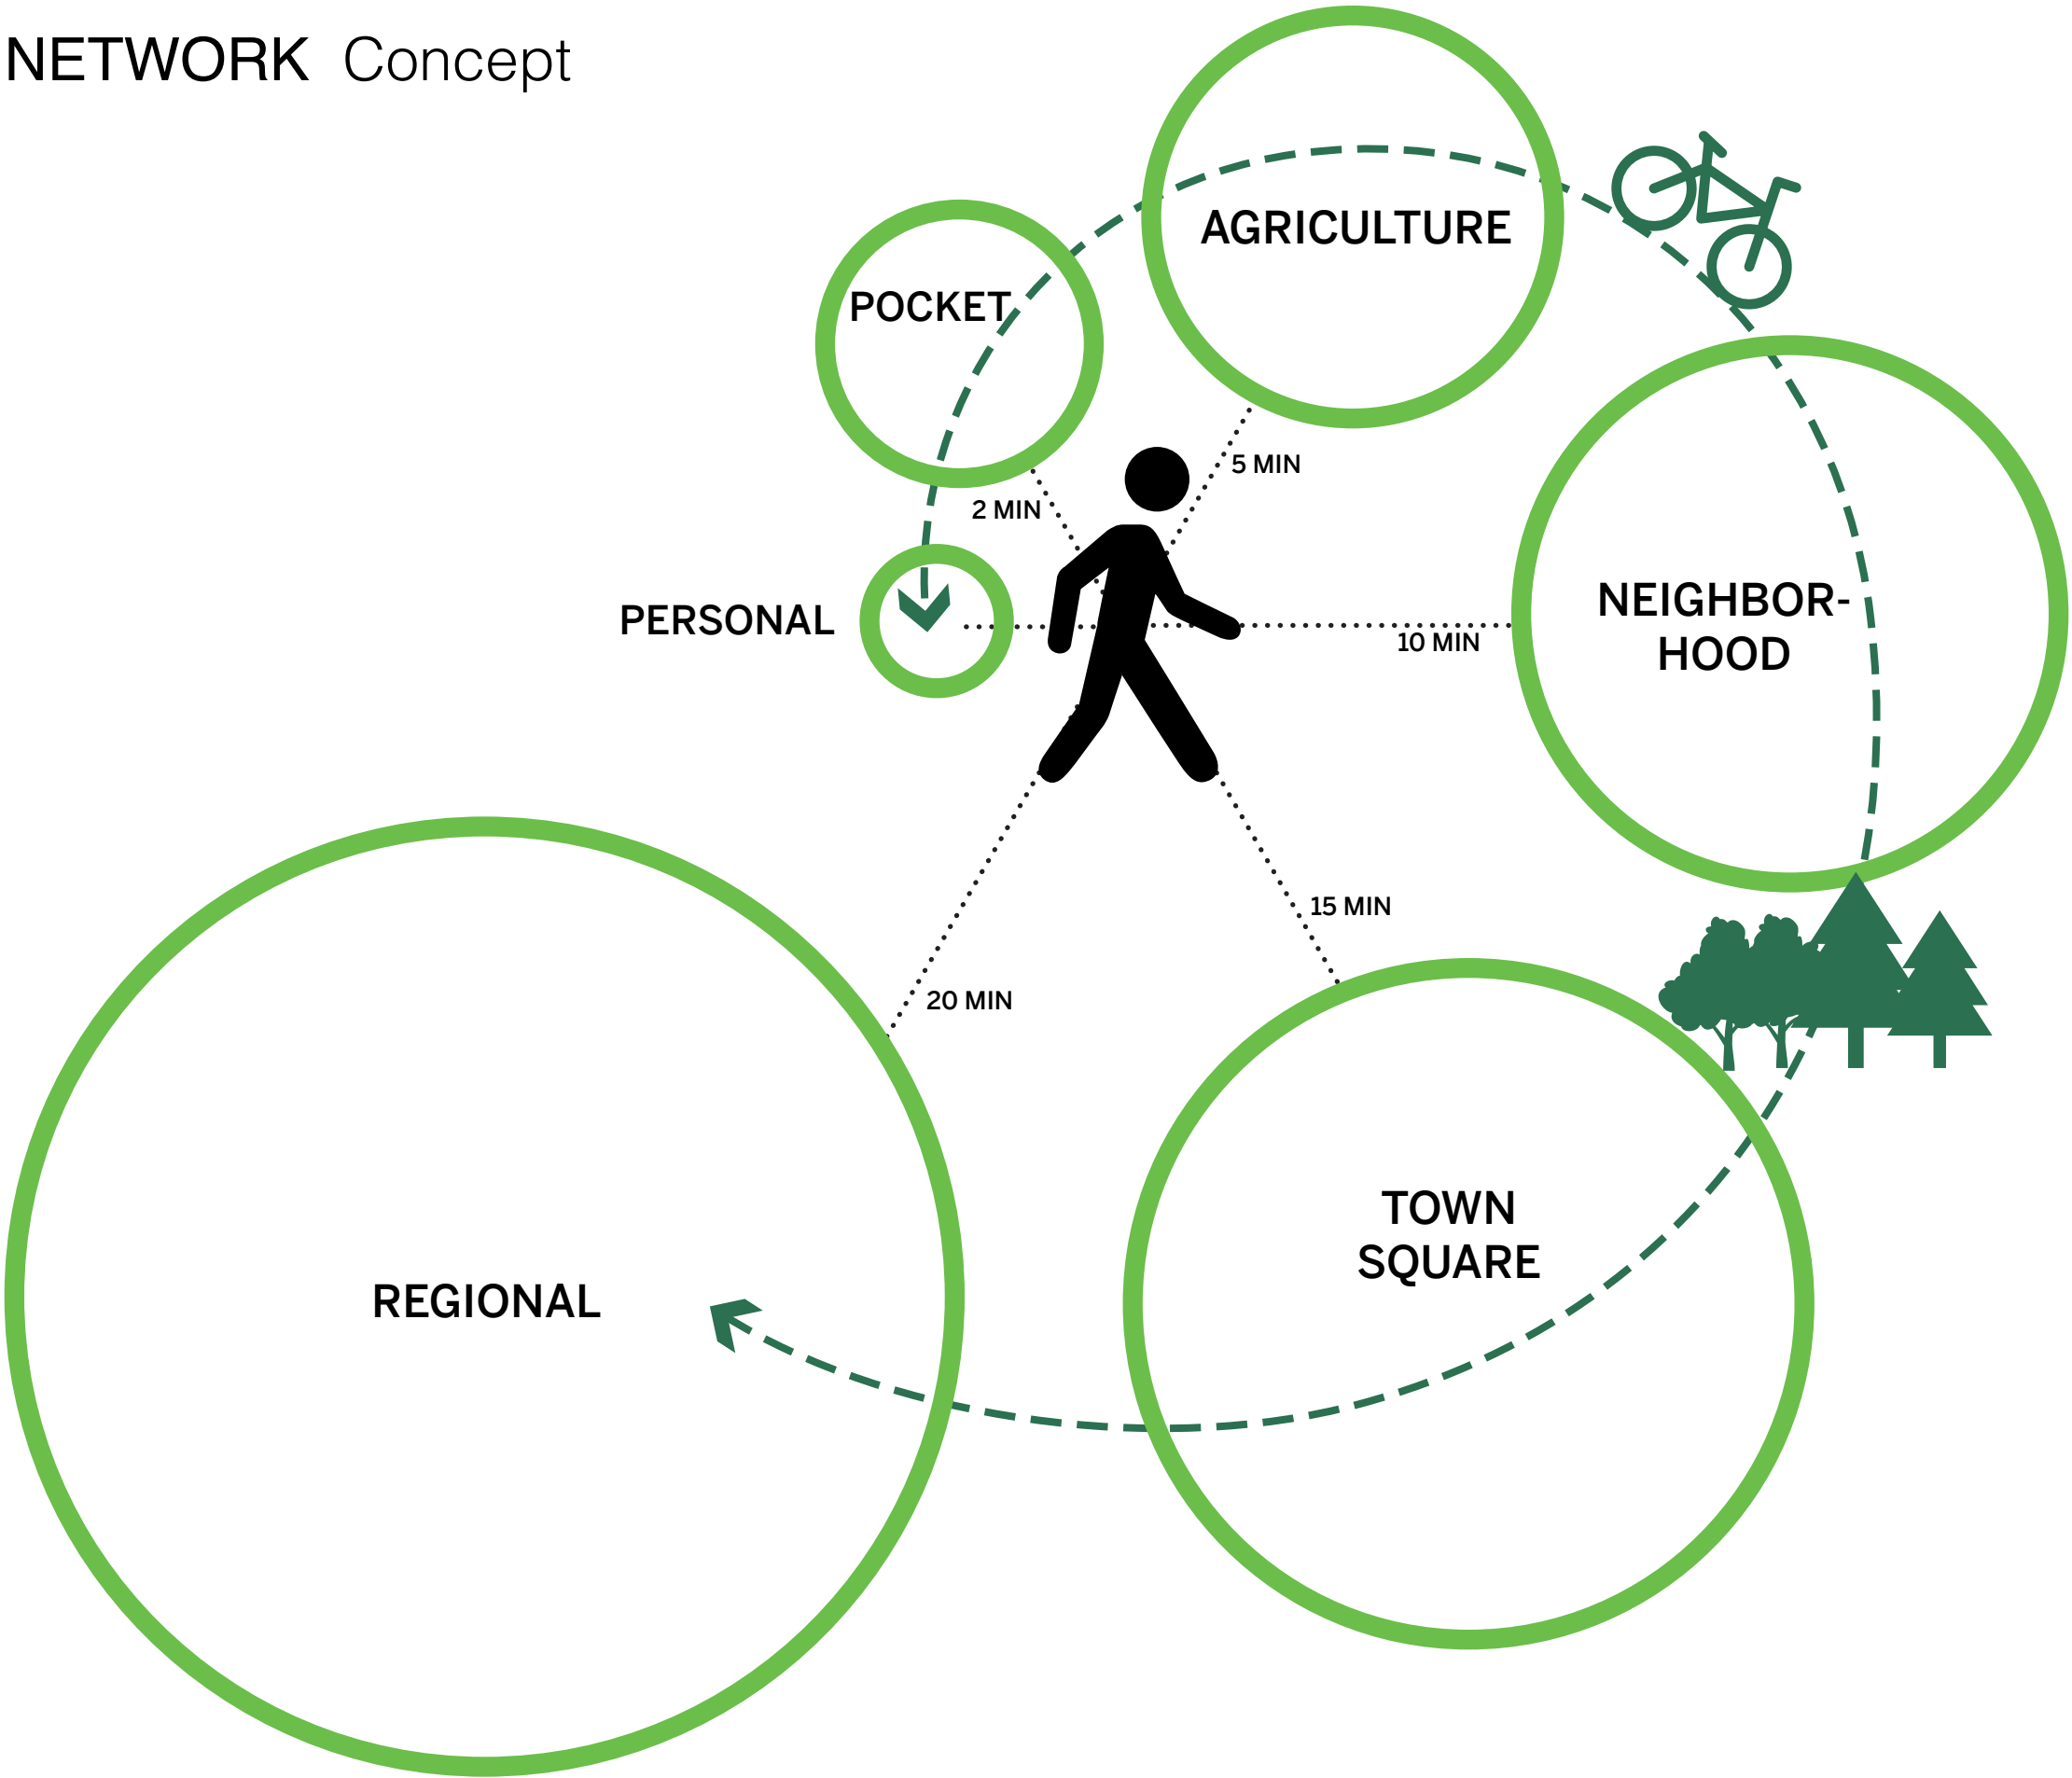 NETWORK Concept
AGRICULTURE
POCKET
5 MIN
2 MIN
PERSONAL
10 MIN
NEIGHBOR-
HOOD
15 MIN
20 MIN
TOWN
SQUARE
REGIONAL